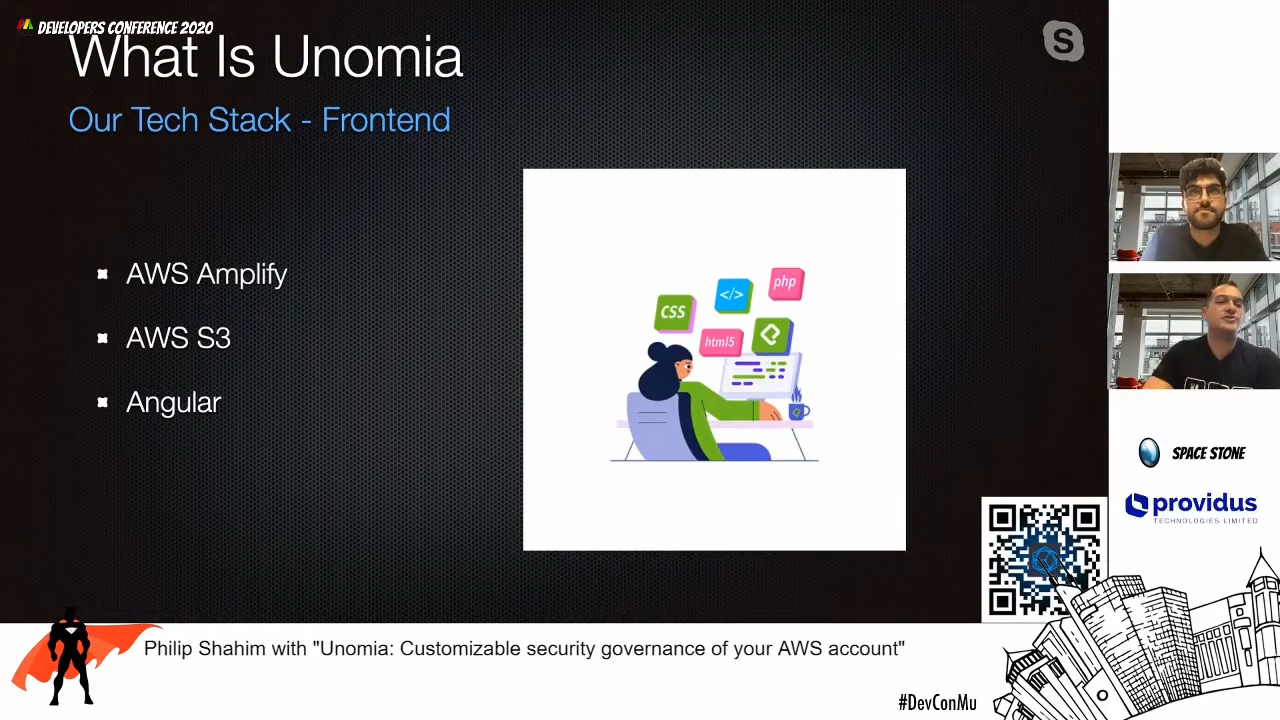 DEVELOPERS CONFERENCE 2020
What Is Unomia
S
Our Tech Stack - Frontend
AWS Amplify
AWS S3
Angular
php
</>
CSS
html5
SPACE STONE
providus
TECHNOLOGIES LIMITED
Philip Shahim with "Unomia: Customizable security governance of your AWS account"
#DevConMu